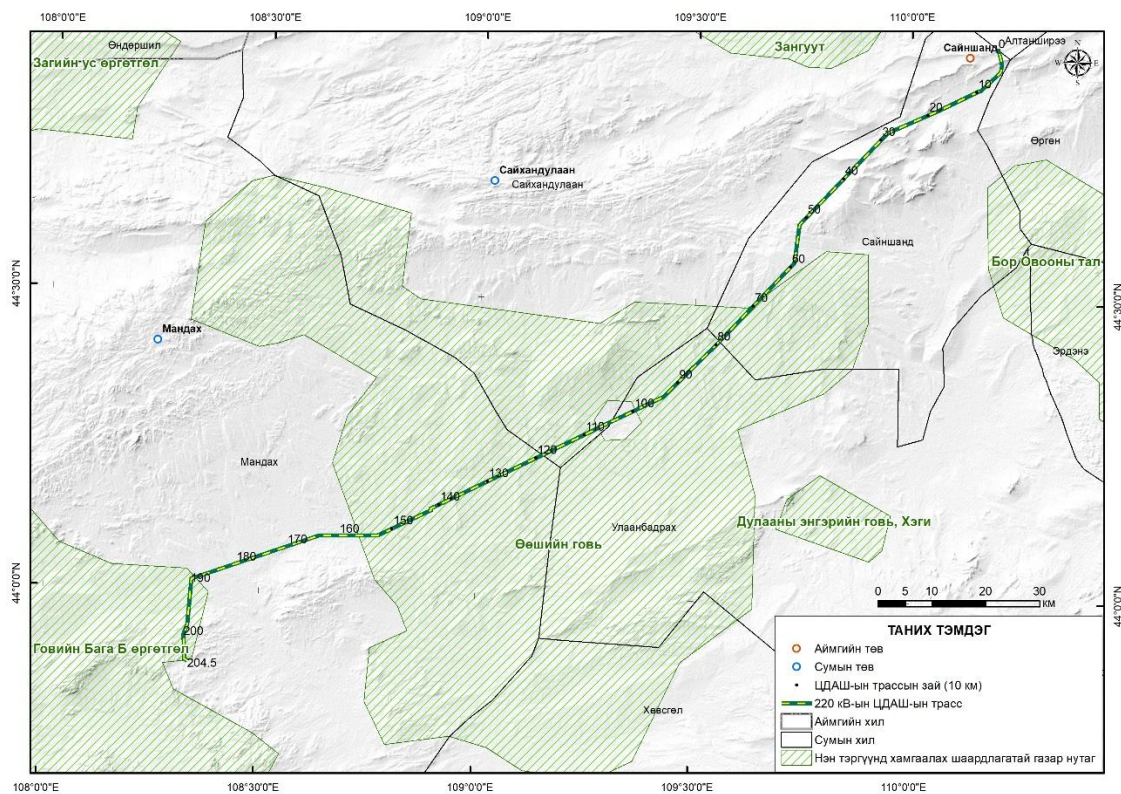 108°0'0"E
108°30'0"E
109°0'0"E
109°30'0"E
110°0'0"E
Өндөршил
Зангуут
Сайншанд
0
Алтанширээ
N
W
E
S
Загийн ус өргөтгөл
10
20
30
Өргөн
Сайхандулаан
Сайхандулаан
40
50
Сайншанд
60
Бор Овооны тал-
44°30'0"N
44°30'0"N
70
Мандах
80
Эрдэнэ
90
100
110
120
Мандах
130
140
150
Улаанбадрах
Дулааны энгэрийн говь, Хэги
160
170
Өөшийн говь
180
44°0'0"N
190
44°0'0"N
0 5 10 20 30
КМ
200
Говийн Бага Б өргөтгөл
204.5
Хөвсгөл
ТАНИХ ТЭМДЭГ
Аймгийн төв
Сумын төв
ЦДАШ-ын трассын зай (10 км)
220 кВ-ын ЦДАШ-ын трасс
Аймгийн хил
Сумын хил
Нэн тэргүүнд хамгаалах шаардлагатай газар нутаг
108°0'0"E
108°30'0"E
109°0'0"E
109°30'0"E
110°0'0"E